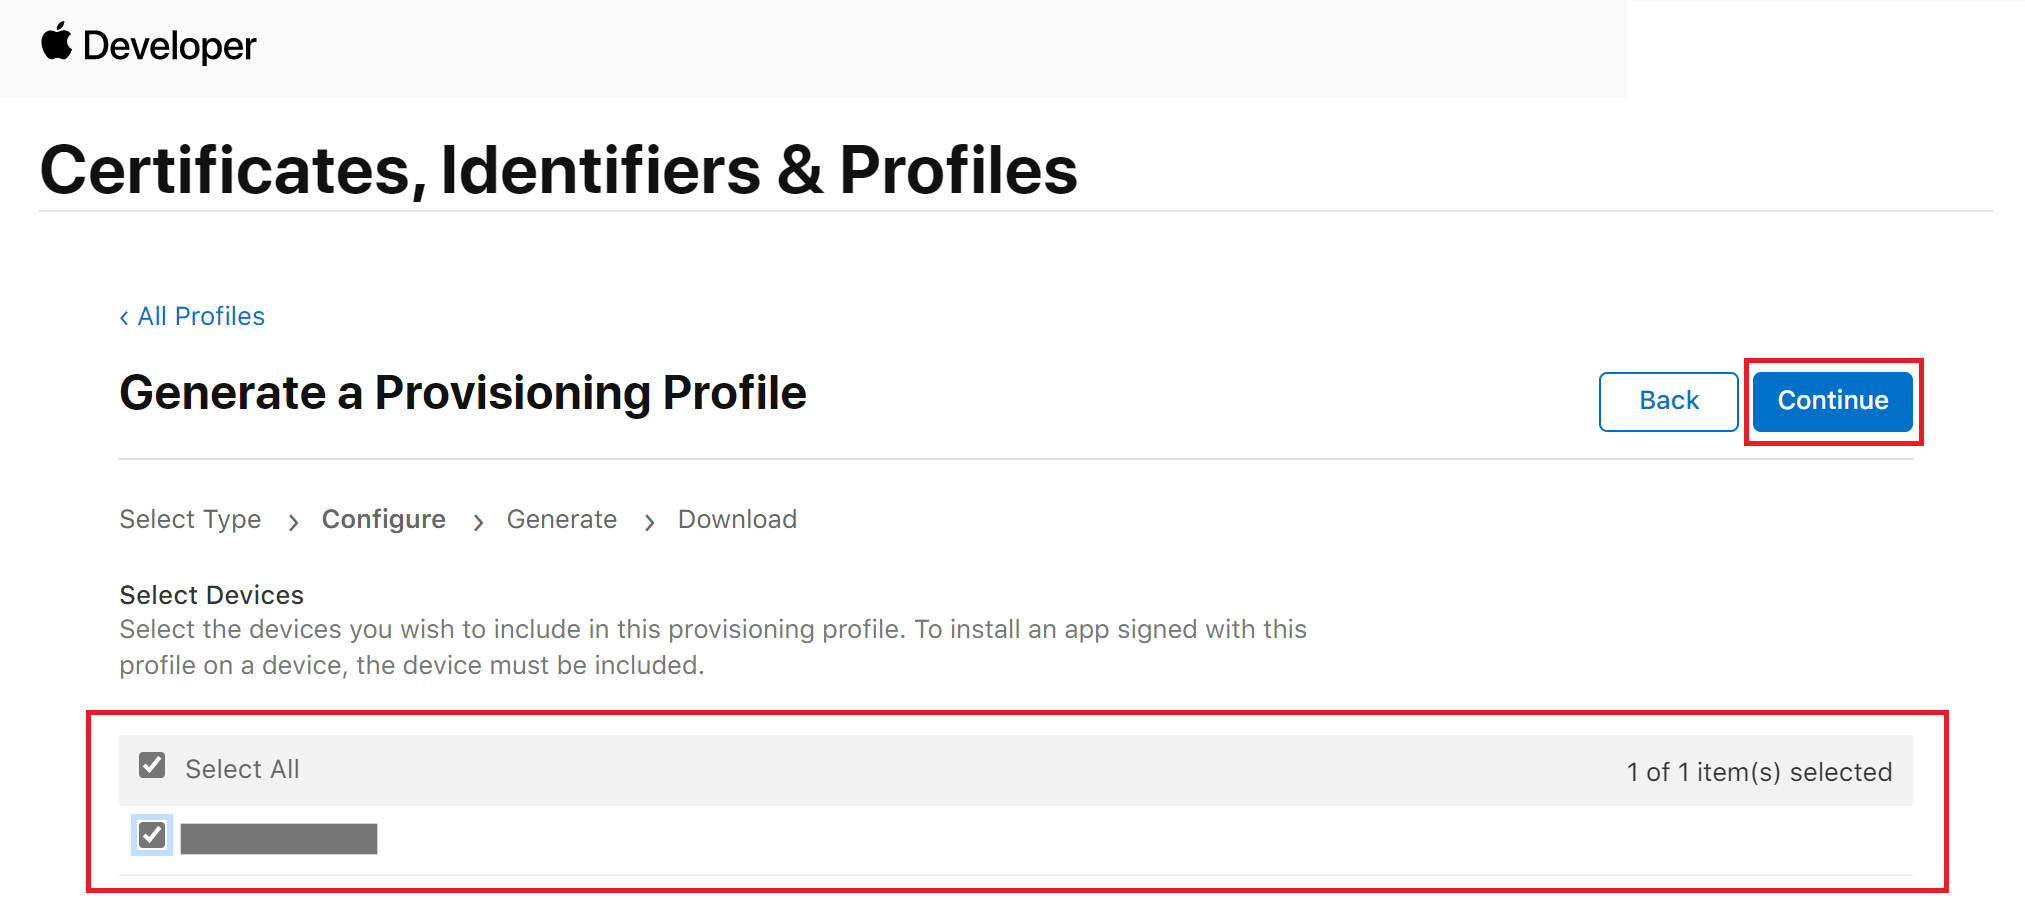 Developer
Certificates, Identifiers & Profiles
‹ All Profiles
Generate a Provisioning Profile
Back
Continue
Select Type > Configure > Generate > Download
Select Devices
Select the devices you wish to include in this provisioning profile. To install an app signed with this
profile on a device, the device must be included.
Select All
1 of 1 item(s) selected